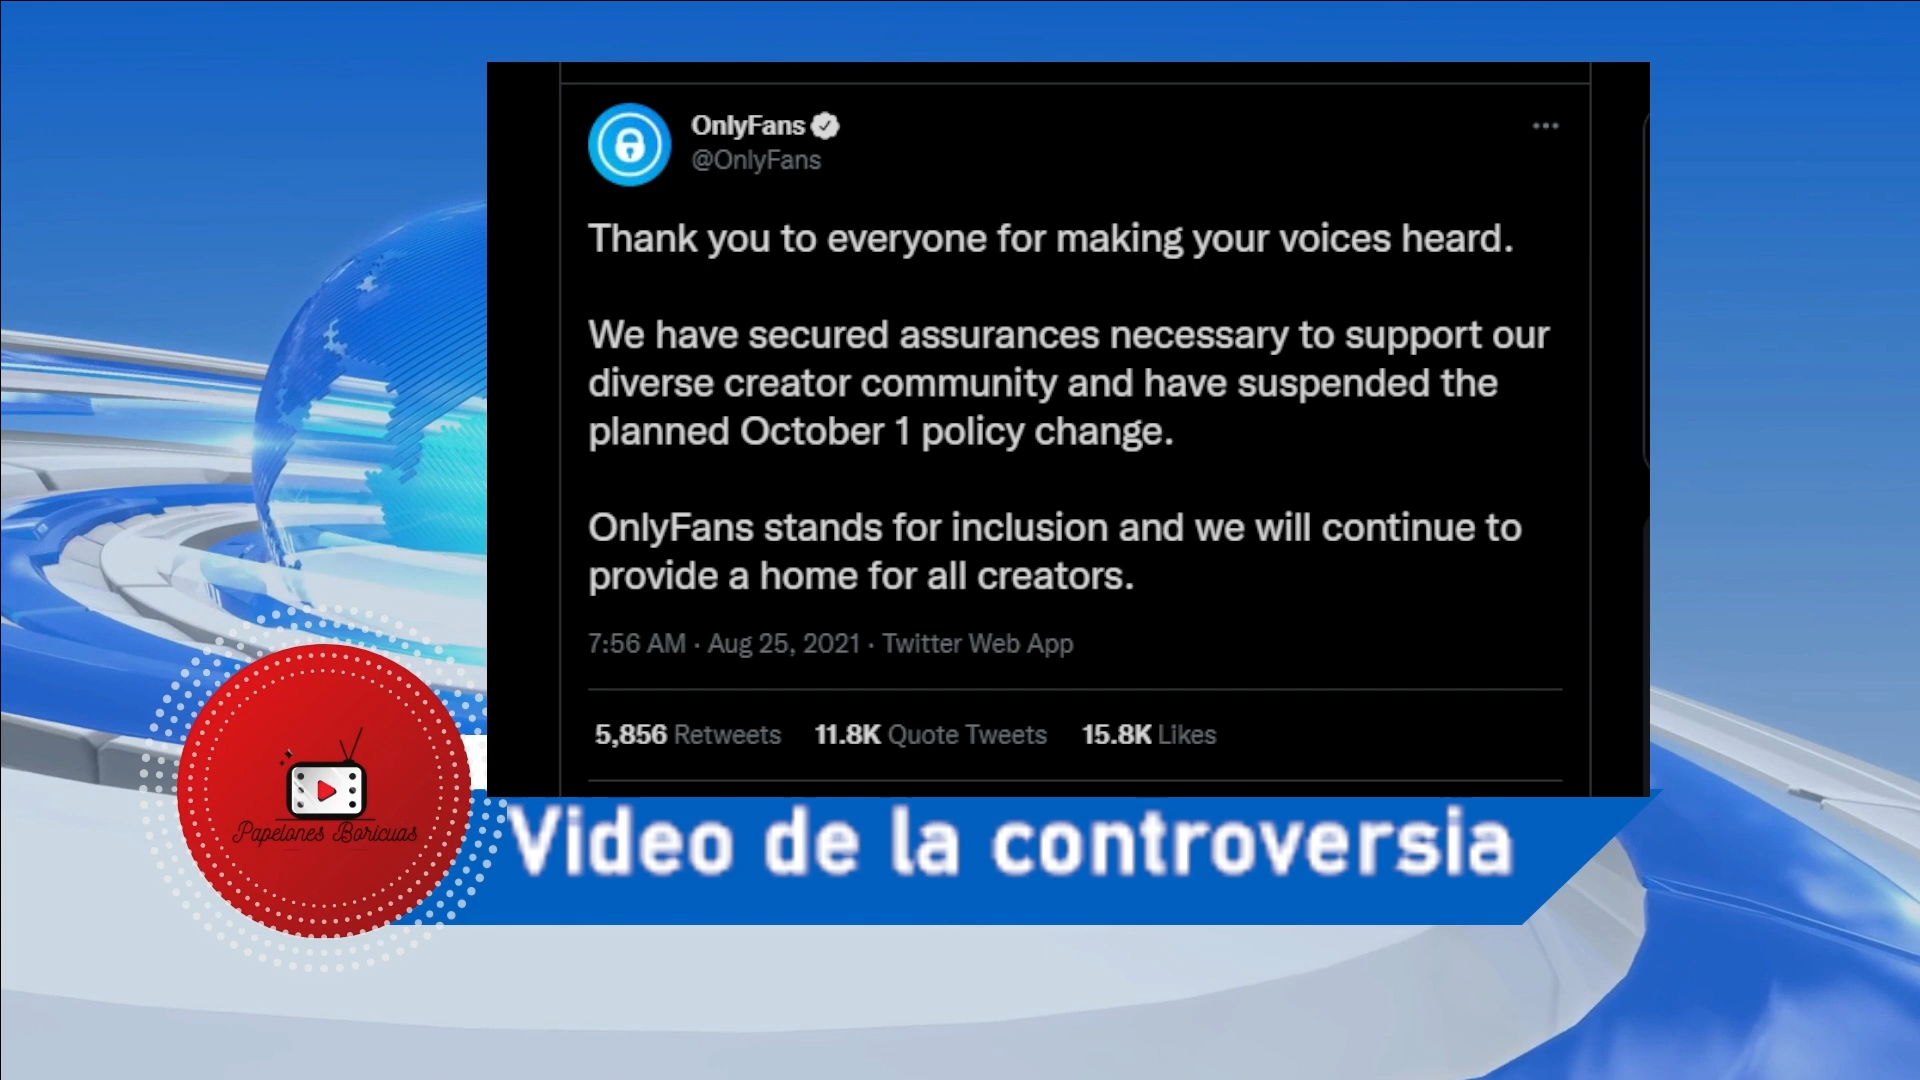 OnlyFans
@OnlyFans
Thank you to everyone for making your voices heard.
We have secured assurances necessary to support our
diverse creator community and have suspended the
planned October 1 policy change.
OnlyFans stands for inclusion and we will continue to
provide a home for all creators.
7:56 AM · Aug 25, 2021 · Twitter Web App
5,856 Retweets 11.8K Quote Tweets 15.8K Likes
Papelones Boricuas
Video de la controversia